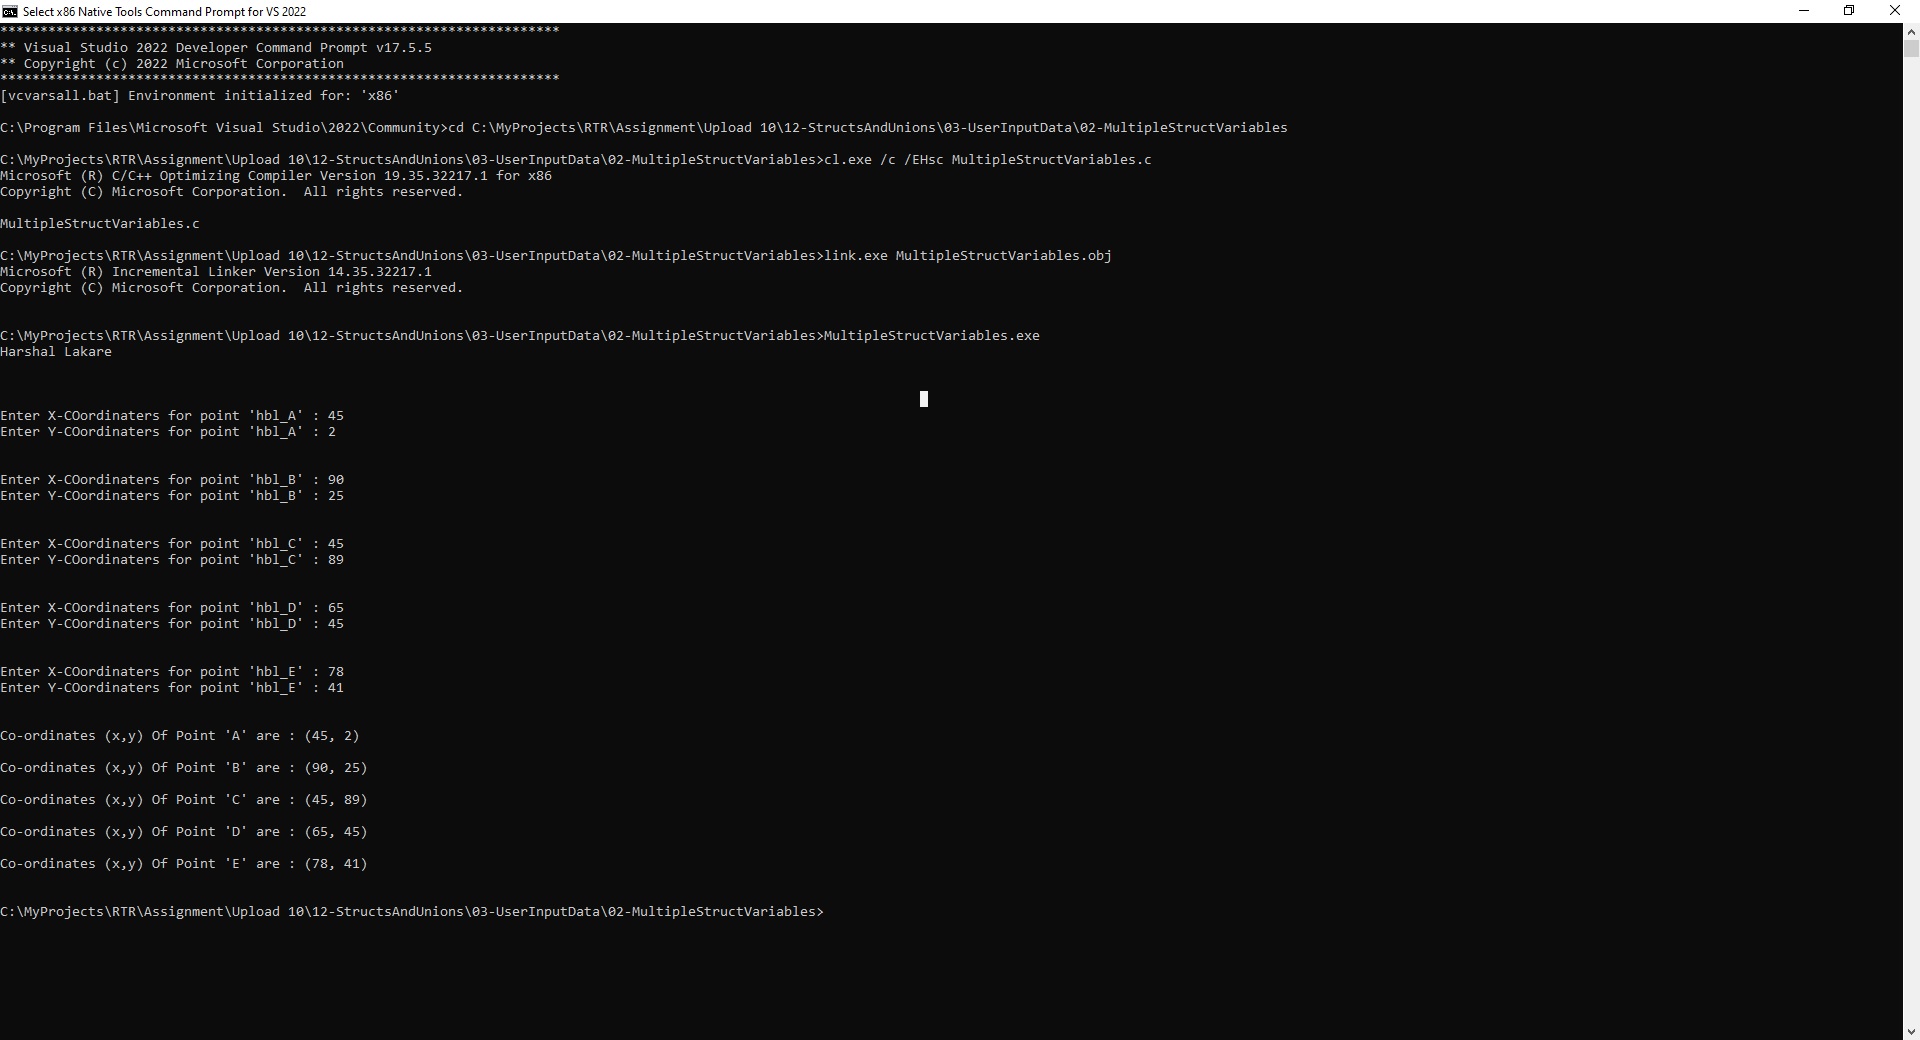 Select x86 Native Tools Command Prompt for VS 2022
**********************************************************************
** Visual Studio 2022 Developer Command Prompt v17.5.5
** Copyright (c) 2022 Microsoft Corporation
**********************************************************************
[vcvarsall.bat] Environment initialized for: 'x86'
C:\Program Files\Microsoft Visual Studio\2022\Community>cd C:\MyProjects\RTR\Assignment\Upload 10\12-StructsAndUnions\03-UserInputData\02-MultipleStructVariables
C:\MyProjects\RTR\Assignment\Upload 10\12-StructsAndUnions\03-UserInputData\02-MultipleStructVariables>cl.exe /c /EHsc MultipleStructVariables.c
Microsoft (R) C/C++ Optimizing Compiler Version 19.35.32217.1 for x86
Copyright (C) Microsoft Corporation.  All rights reserved.
MultipleStructVariables.c
C:\MyProjects\RTR\Assignment\Upload 10\12-StructsAndUnions\03-UserInputData\02-MultipleStructVariables>link.exe MultipleStructVariables.obj
Microsoft (R) Incremental Linker Version 14.35.32217.1
Copyright (C) Microsoft Corporation.  All rights reserved.
C:\MyProjects\RTR\Assignment\Upload 10\12-StructsAndUnions\03-UserInputData\02-MultipleStructVariables>MultipleStructVariables.exe
Harshal Lakare
Enter X-COordinaters for point 'hbl_A' : 45
Enter Y-COordinaters for point 'hbl_A' : 2
Enter X-COordinaters for point 'hbl_B' : 90
Enter Y-COordinaters for point 'hbl_B' : 25
Enter X-COordinaters for point 'hbl_C' : 45
Enter Y-COordinaters for point 'hbl_C' : 89
Enter X-COordinaters for point 'hbl_D' : 65
Enter Y-COordinaters for point 'hbl_D' : 45
Enter X-COordinaters for point 'hbl_E' : 78
Enter Y-COordinaters for point 'hbl_E' : 41
Co-ordinates (x,y) Of Point 'A' are : (45, 2)
Co-ordinates (x,y) Of Point 'B' are : (90, 25)
Co-ordinates (x,y) Of Point 'C' are : (45, 89)
Co-ordinates (x,y) Of Point 'D' are : (65, 45)
Co-ordinates (x,y) Of Point 'E' are : (78, 41)
C:\MyProjects\RTR\Assignment\Upload 10\12-StructsAndUnions\03-UserInputData\02-MultipleStructVariables>